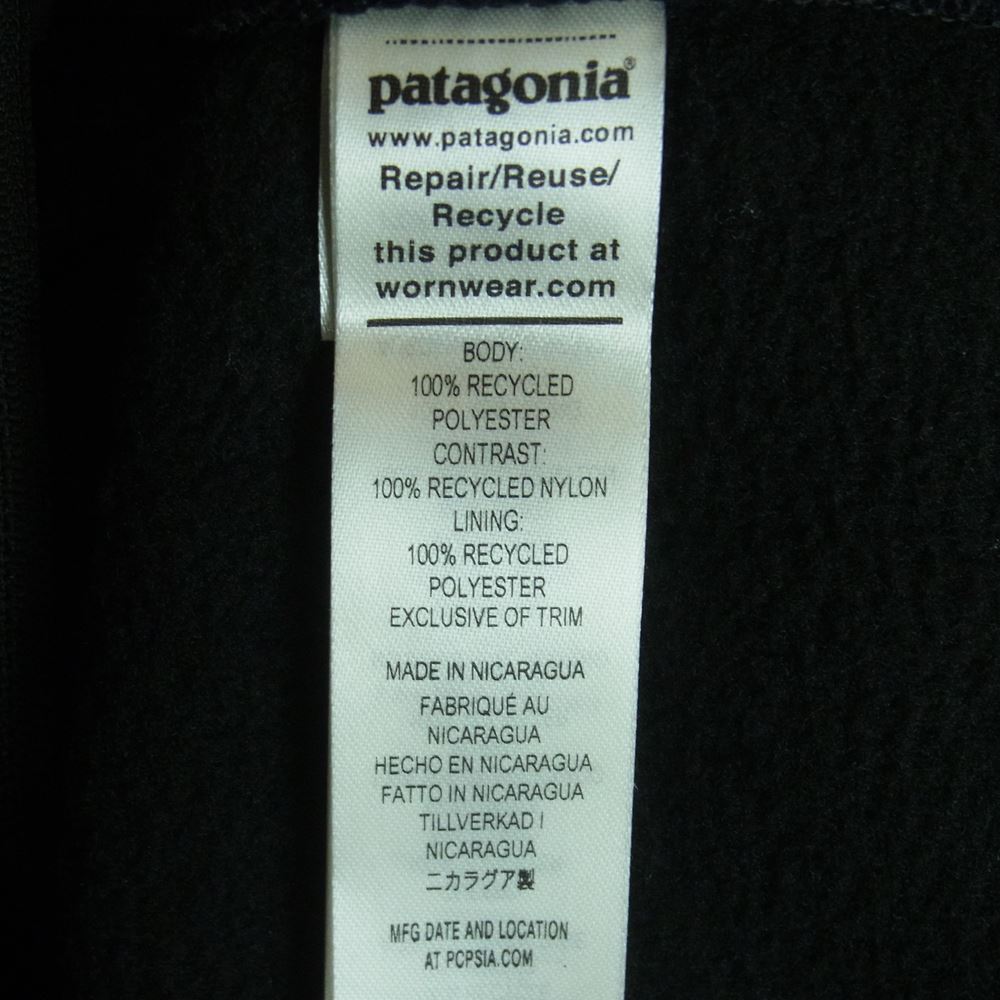 patagonia®
www.patagonia.com
Repair/Reuse/
Recycle
this product at
wornwear.com
BODY:
100% RECYCLED
POLYESTER
CONTRAST:
100% RECYCLED NYLON
LINING:
100% RECYCLED
POLYESTER
EXCLUSIVE OF TRIM
MADE IN NICARAGUA
FABRIQUÉ AU
NICARAGUA
HECHO EN NICARAGUA
FATTO IN NICARAGUA
TILLVERKAD I
NICARAGUA
ニカラグア製
MFG DATE AND LOCATION
AT PCPSIA.COM